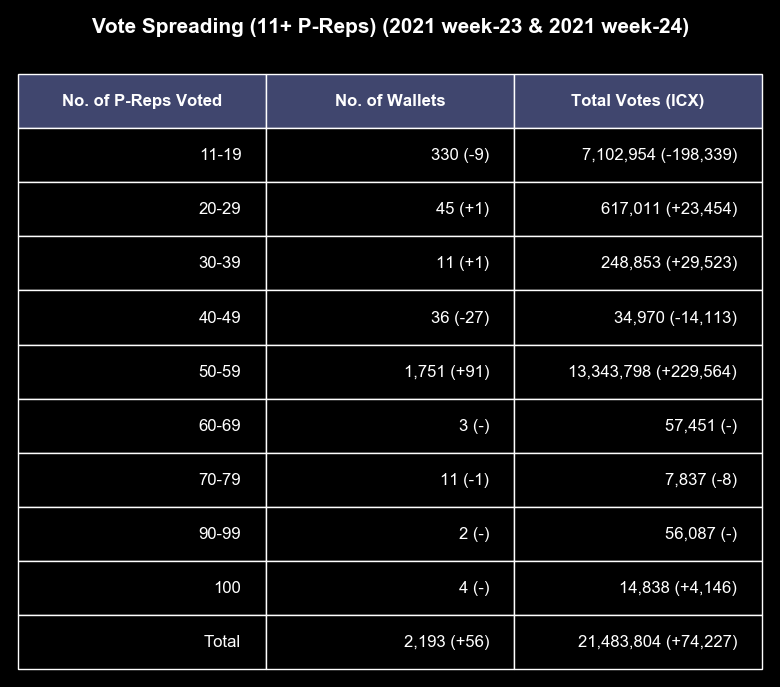 Vote Spreading (11+ P-Reps) (2021 week-23 & 2021 week-24)
No. of P-Reps Voted No. of Wallets Total Votes (ICX)
11-19 330 (-9) 7,102,954 (-198,339)
20-29 45 (+1) 617,011 (+23,454)
30-39 11 (+1) 248,853 (+29,523)
40-49 36 (-27) 34,970 (-14,113)
50-59 1,751 (+91) 13,343,798 (+229,564)
60-69 3 (-) 57,451 (-)
70-79 11 (-1) 7,837 (-8)
90-99 2 (-) 56,087 (-)
100 4 (-) 14,838 (+4,146)
Total 2,193 (+56) 21,483,804 (+74,227)